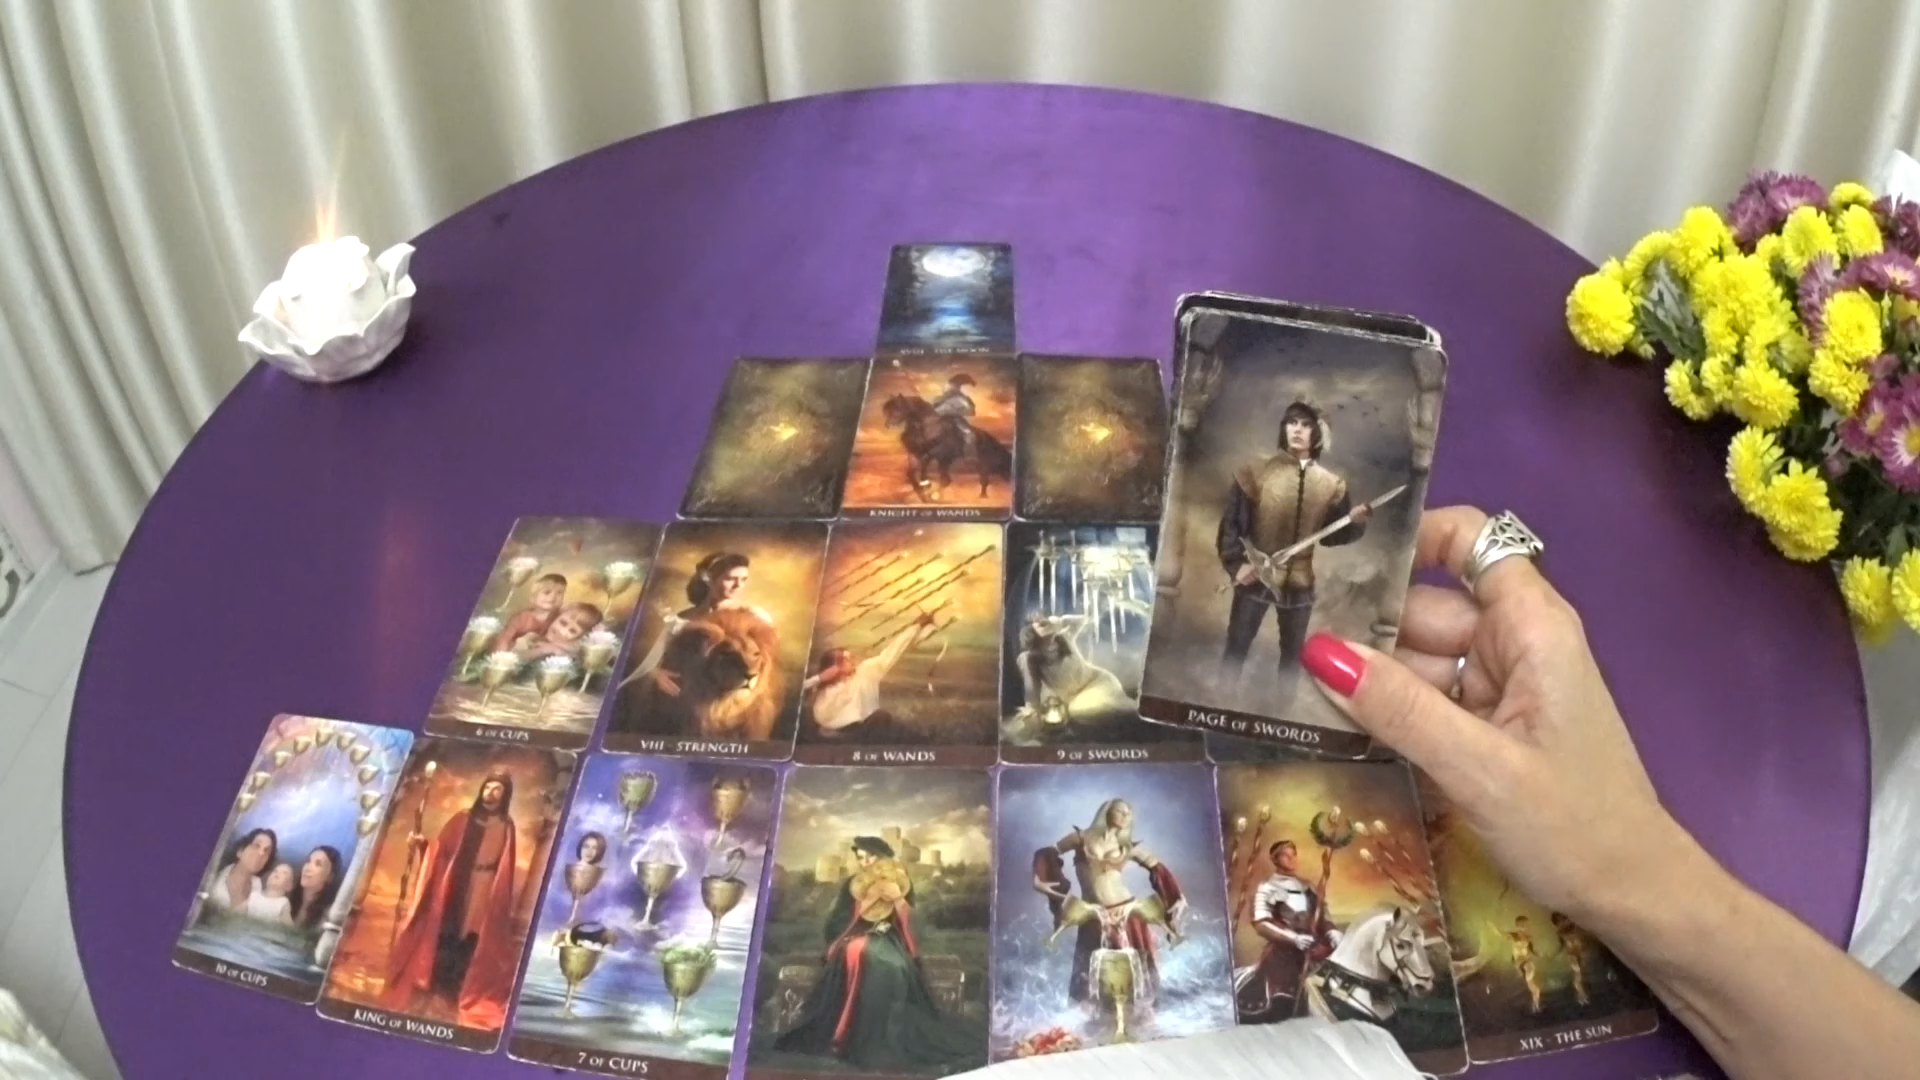 XVIII - THE MOON
KNIGHT OF WANDS
6 OF CUPS
VIII - STRENGTH
8 OF WANDS
9 OF SWORDS
PAGE OF SWORDS
10 OF CUPS
KING OF WANDS
7 OF CUPS
XIX - THE SUN